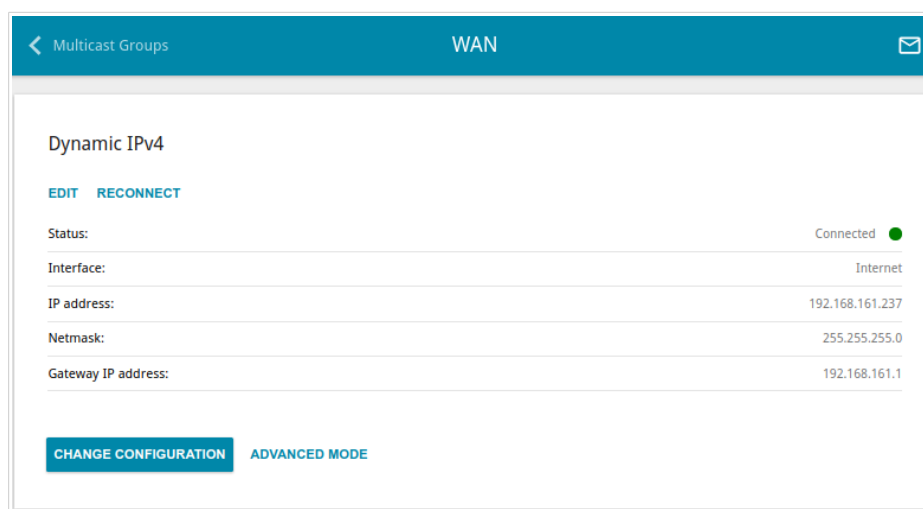 Multicast Groups WAN
Dynamic IPv4
EDIT RECONNECT
Status: Connected
Interface: Internet
IP address: 192.168.161.237
Netmask: 255.255.255.0
Gateway IP address: 192.168.161.1
CHANGE CONFIGURATION ADVANCED MODE